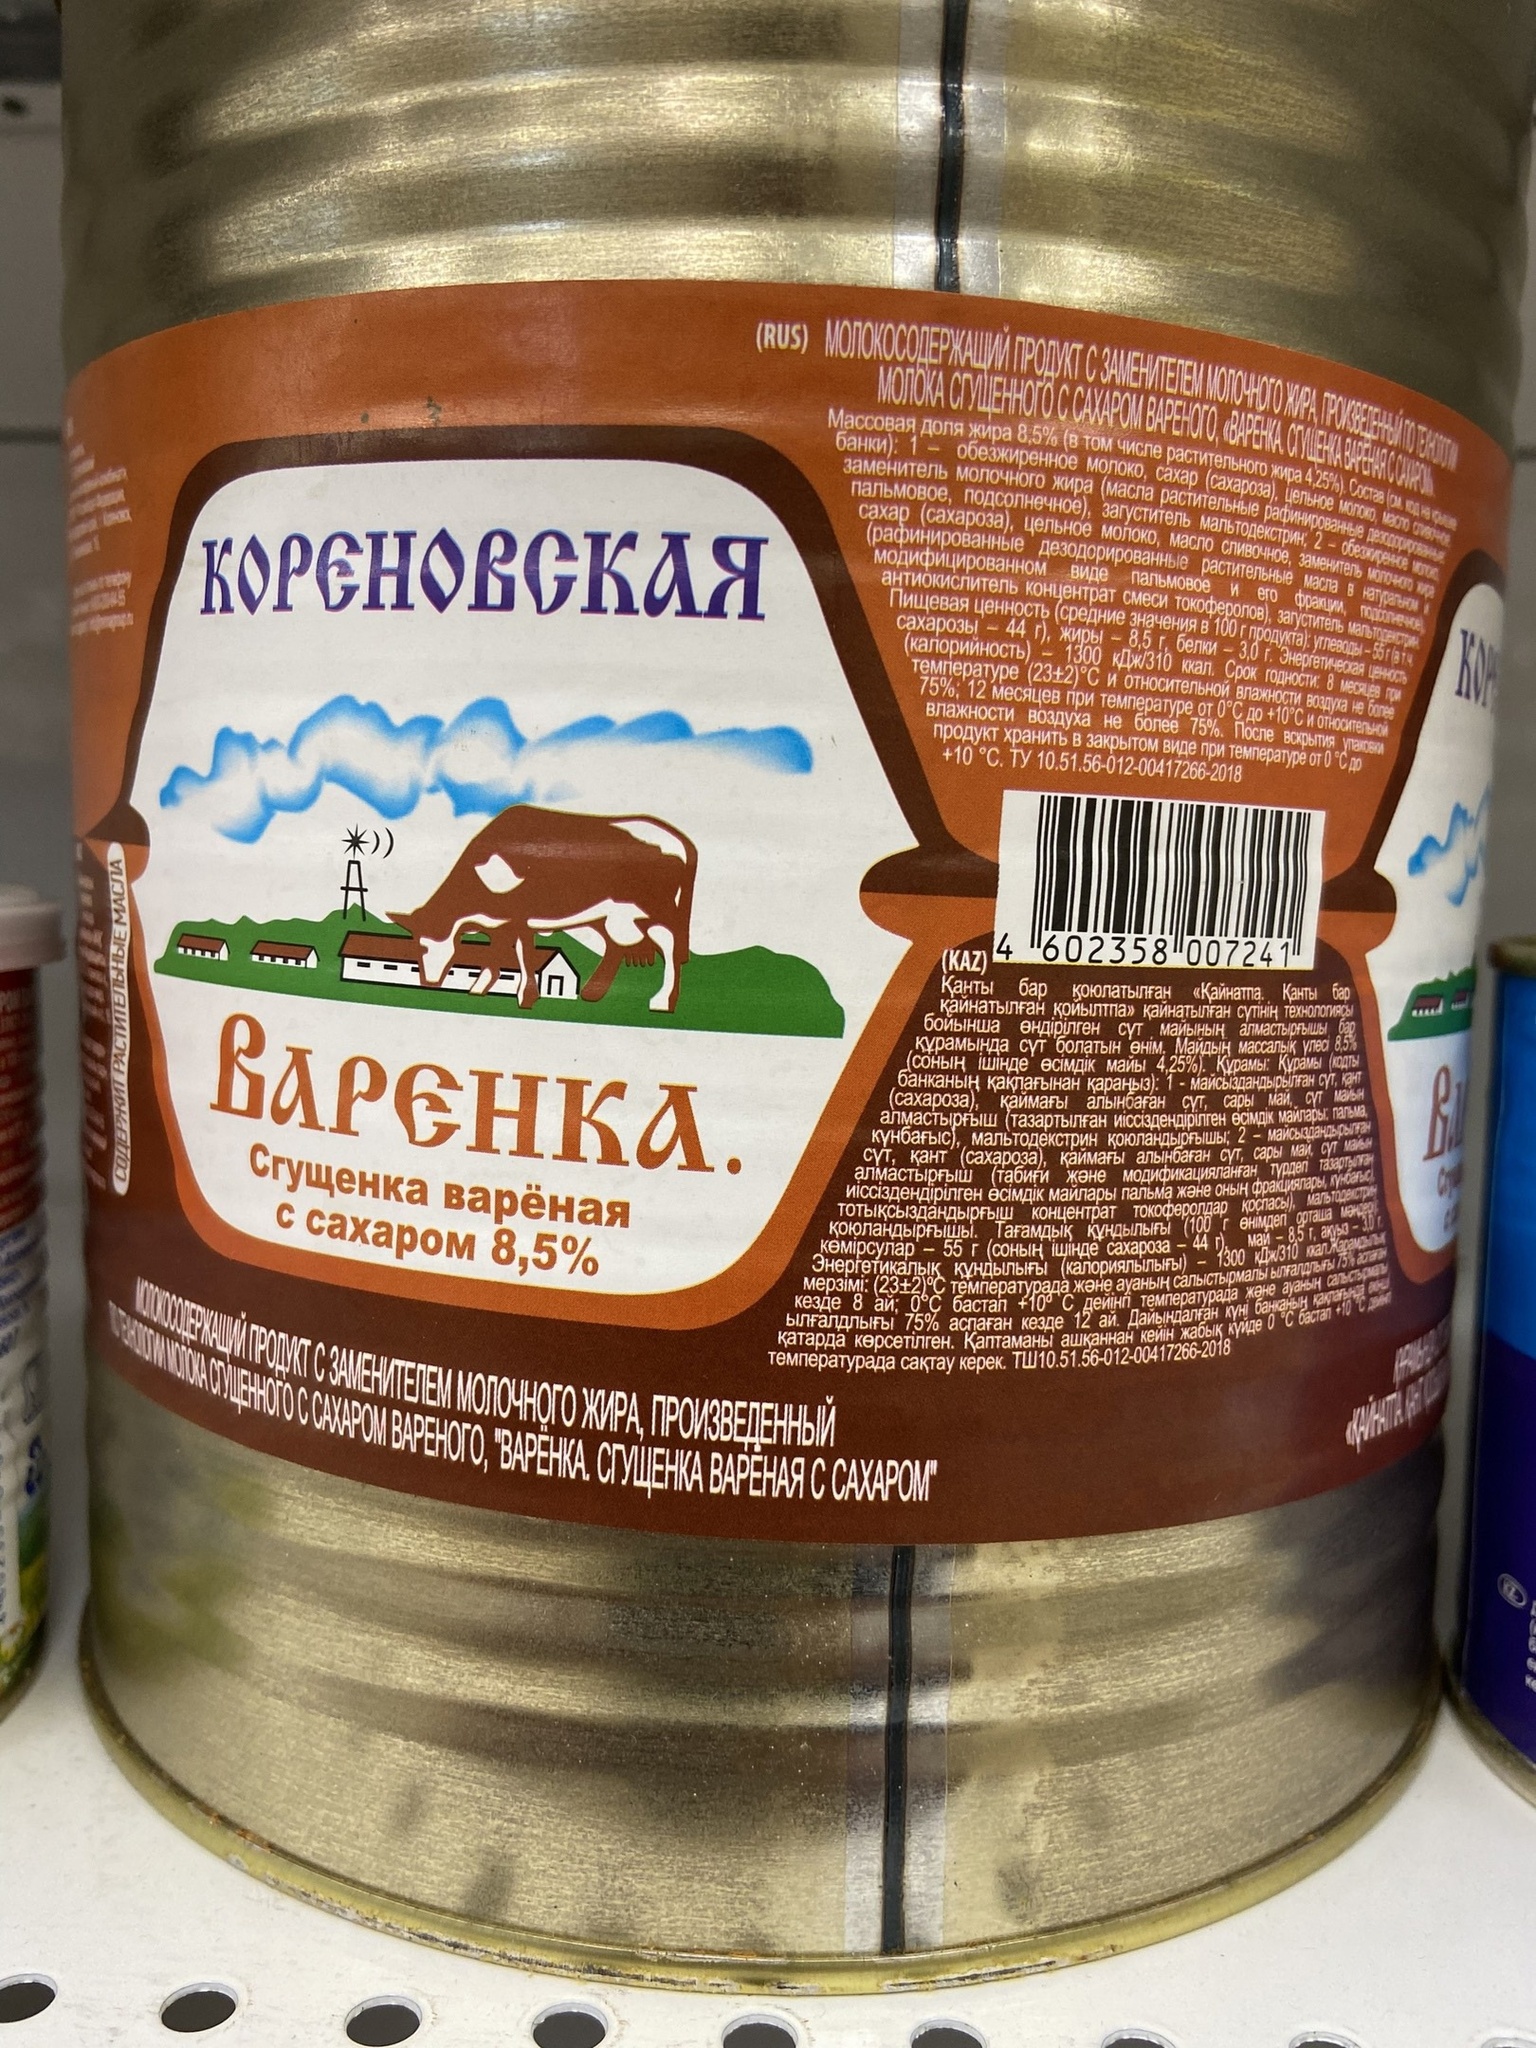 КОРЕНОВСКАЯ
ВАРЕНКА.
Сгущенка варёная
с сахаром 8,5%
СОДЕРЖИТ РАСТИТЕЛЬНЫЕ МАСЛА
МОЛОКОСОДЕРЖАЩИЙ ПРОДУКТ С ЗАМЕНИТЕЛЕМ МОЛОЧНОГО ЖИРА, ПРОИЗВЕДЕННЫЙ
ПО ТЕХНОЛОГИИ МОЛОКА СГУЩЕННОГО С САХАРОМ ВАРЕНОГО, "ВАРЁНКА. СГУЩЕНКА ВАРЁНАЯ С САХАРОМ"
(RUS) МОЛОКОСОДЕРЖАЩИЙ ПРОДУКТ С ЗАМЕНИТЕЛЕМ МОЛОЧНОГО ЖИРА, ПРОИЗВЕДЕННЫЙ ПО ТЕХНОЛОГИИ
МОЛОКА СГУЩЕННОГО С САХАРОМ ВАРЕНОГО, «ВАРЁНКА. СГУЩЕНКА ВАРЁНАЯ С САХАРОМ».
Массовая доля жира 8,5% (в том числе растительного жира 4,25%). Состав (см. код на крышке
банки): 1 – обезжиренное молоко, сахар (сахароза), цельное молоко, масло сливочное,
заменитель молочного жира (масла растительные рафинированные дезодорированные:
пальмовое, подсолнечное), загуститель мальтодекстрин; 2 – обезжиренное молоко,
сахар (сахароза), цельное молоко, масло сливочное, заменитель молочного жира
(рафинированные дезодорированные растительные масла в натуральном и
модифицированном виде пальмовое и его фракции, подсолнечное,
антиокислитель концентрат смеси токоферолов), загуститель мальтодекстрин.
Пищевая ценность (средние значения в 100 г продукта): углеводы – 55 г (в т.ч.
сахарозы – 44 г), жиры – 8,5 г, белки – 3,0 г. Энергетическая ценность
(калорийность) – 1300 кДж/310 ккал. Срок годности: 8 месяцев при
температуре (23±2)°С и относительной влажности воздуха не более
75%; 12 месяцев при температуре от 0°С до +10°С и относительной
влажности воздуха не более 75%. После вскрытия упаковки
продукт хранить в закрытом виде при температуре от 0 °С до
+10 °С. ТУ 10.51.56-012-00417266-2018
4 602358 007241
(KAZ)
Қанты бар қоюлатылған «Қайнатпа. Қанты бар
қайнатылған қойылтпа» қайнатылған сүтінің технологиясы
бойынша өндірілген сүт майының алмастырғышы бар
құрамында сүт болатын өнім. Майдың массалық үлесі 8,5%
(соның ішінде өсімдік майы 4,25%). Құрамы: Құрамы (кодты
банканың қақпағынан қараңыз): 1 - майсыздандырылған сүт, қант
(сахароза), қаймағы алынбаған сүт, сары май, сүт майын
алмастырғыш (тазартылған иіссіздендірілген өсімдік майлары: пальма,
күнбағыс), мальтодекстрин қоюландырғышы; 2 – майсыздандырылған
сүт, қант (сахароза), қаймағы алынбаған сүт, сары май, сүт майын
алмастырғыш (табиғи және модификацияланған түрдегі тазартылған
иіссіздендірілген өсімдік майлары пальма және оның фракциялары, күнбағыс,
тотықсыздандырғыш концентрат токоферолдар қоспасы), мальтодекстрин
қоюландырғышы. Тағамдық құндылығы (100 г өнімдегі орташа мәндер):
көмірсулар – 55 г (соның ішінде сахароза – 44 г), май – 8,5 г, ақуыз – 3,0 г.
Энергетикалық құндылығы (калориялылығы) – 1300 кДж/310 ккал. Жарамдылық
мерзімі: (23±2)°С температурада және ауаның салыстырмалы ылғалдылығы 75% аспаған
кезде 8 ай; 0°С бастап +10° С дейінгі температурада және ауаның салыстырмалы
ылғалдылығы 75% аспаған кезде 12 ай. Дайындалған күні банканың қақпағында
қатарда көрсетілген. Қаптаманы ашқаннан кейін жабық күйде 0 °С бастап +10 °С дейінгі
температурада сақтау керек. ТШ10.51.56-012-00417266-2018